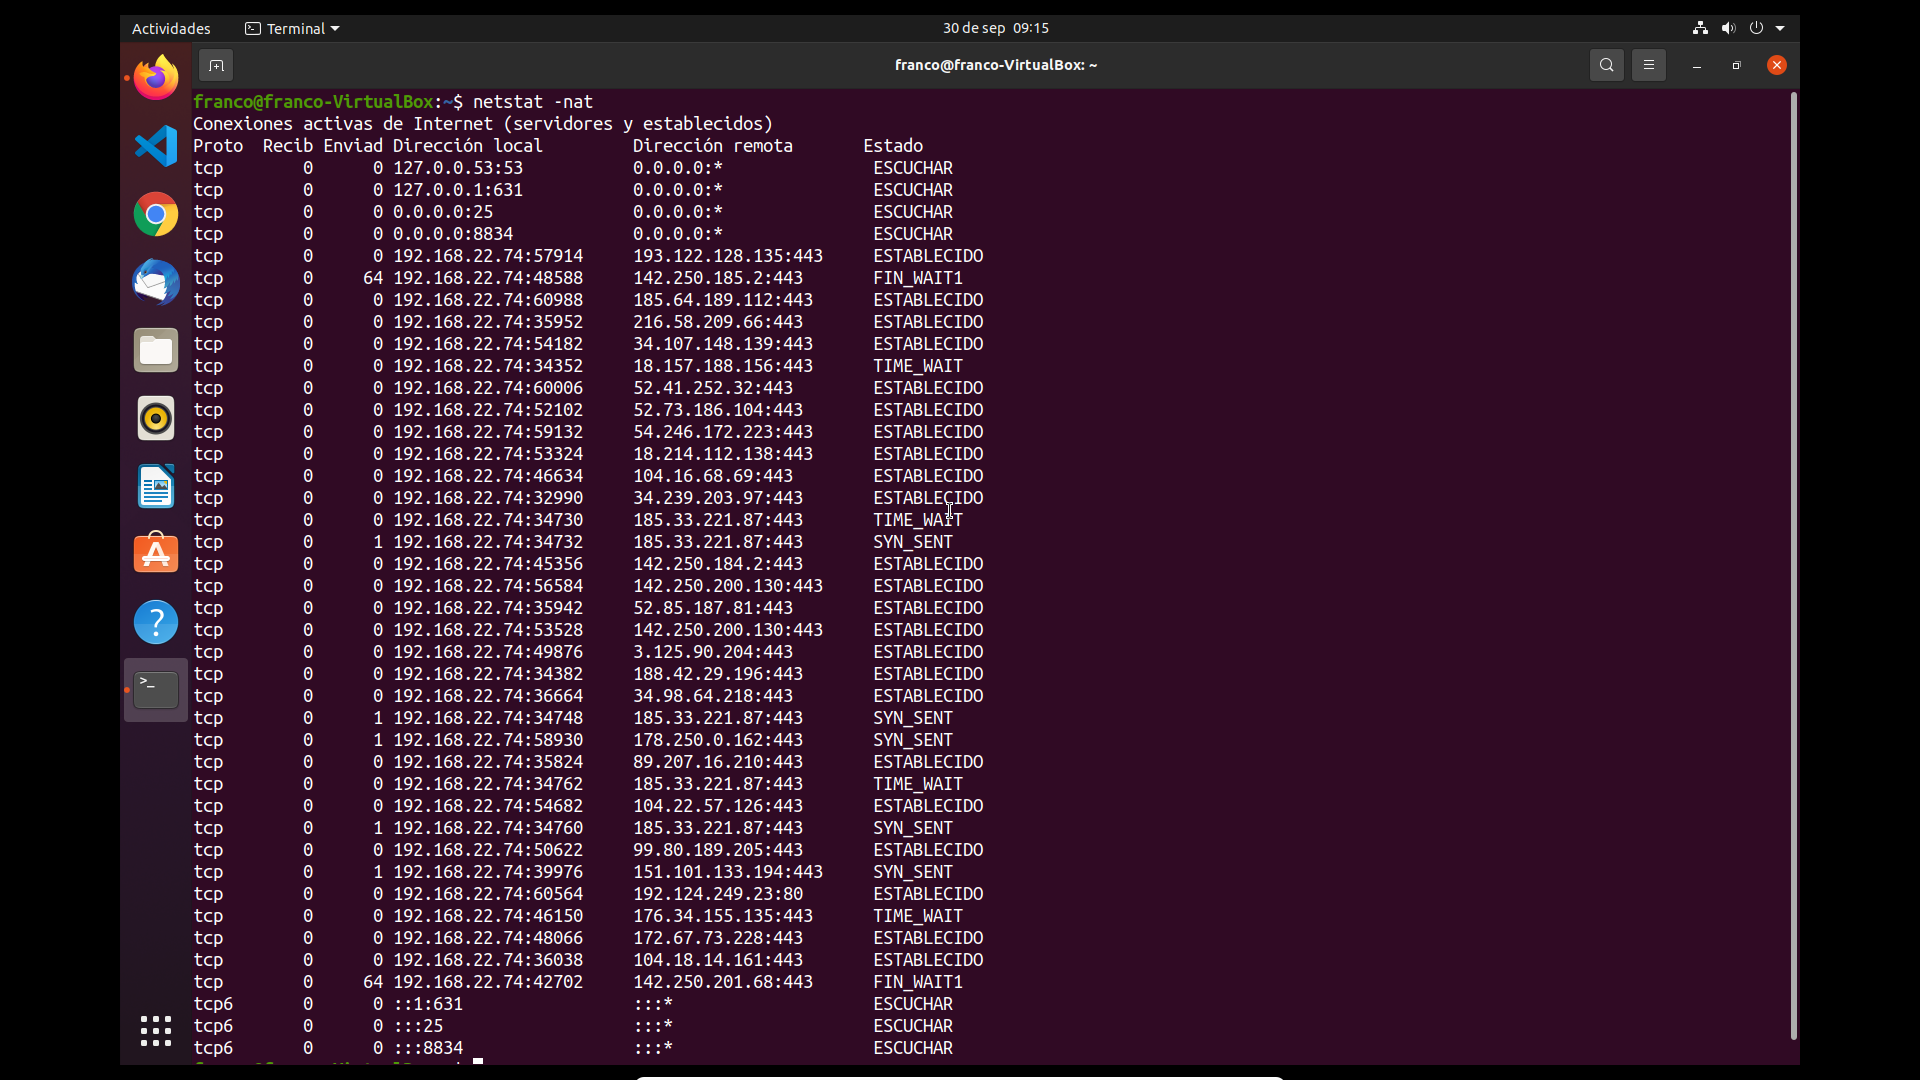 Actividades Terminal 30 de sep 09:15
franco@franco-VirtualBox: ~
franco@franco-VirtualBox:~$ netstat -nat
Conexiones activas de Internet (servidores y establecidos)
Proto Recib Enviad Dirección local Dirección remota Estado
tcp 0 0 127.0.0.53:53 0.0.0.0:* ESCUCHAR
tcp 0 0 127.0.0.1:631 0.0.0.0:* ESCUCHAR
tcp 0 0 0.0.0.0:25 0.0.0.0:* ESCUCHAR
tcp 0 0 0.0.0.0:8834 0.0.0.0:* ESCUCHAR
tcp 0 0 192.168.22.74:57914 193.122.128.135:443 ESTABLECIDO
tcp 0 64 192.168.22.74:48588 142.250.185.2:443 FIN_WAIT1
tcp 0 0 192.168.22.74:60988 185.64.189.112:443 ESTABLECIDO
tcp 0 0 192.168.22.74:35952 216.58.209.66:443 ESTABLECIDO
tcp 0 0 192.168.22.74:54182 34.107.148.139:443 ESTABLECIDO
tcp 0 0 192.168.22.74:34352 18.157.188.156:443 TIME_WAIT
tcp 0 0 192.168.22.74:60006 52.41.252.32:443 ESTABLECIDO
tcp 0 0 192.168.22.74:52102 52.73.186.104:443 ESTABLECIDO
tcp 0 0 192.168.22.74:59132 54.246.172.223:443 ESTABLECIDO
tcp 0 0 192.168.22.74:53324 18.214.112.138:443 ESTABLECIDO
tcp 0 0 192.168.22.74:46634 104.16.68.69:443 ESTABLECIDO
tcp 0 0 192.168.22.74:32990 34.239.203.97:443 ESTABLECIDO
tcp 0 0 192.168.22.74:34730 185.33.221.87:443 TIME_WAIT
tcp 0 1 192.168.22.74:34732 185.33.221.87:443 SYN_SENT
tcp 0 0 192.168.22.74:45356 142.250.184.2:443 ESTABLECIDO
tcp 0 0 192.168.22.74:56584 142.250.200.130:443 ESTABLECIDO
tcp 0 0 192.168.22.74:35942 52.85.187.81:443 ESTABLECIDO
tcp 0 0 192.168.22.74:53528 142.250.200.130:443 ESTABLECIDO
tcp 0 0 192.168.22.74:49876 3.125.90.204:443 ESTABLECIDO
tcp 0 0 192.168.22.74:34382 188.42.29.196:443 ESTABLECIDO
tcp 0 0 192.168.22.74:36664 34.98.64.218:443 ESTABLECIDO
tcp 0 1 192.168.22.74:34748 185.33.221.87:443 SYN_SENT
tcp 0 1 192.168.22.74:58930 178.250.0.162:443 SYN_SENT
tcp 0 0 192.168.22.74:35824 89.207.16.210:443 ESTABLECIDO
tcp 0 0 192.168.22.74:34762 185.33.221.87:443 TIME_WAIT
tcp 0 0 192.168.22.74:54682 104.22.57.126:443 ESTABLECIDO
tcp 0 1 192.168.22.74:34760 185.33.221.87:443 SYN_SENT
tcp 0 0 192.168.22.74:50622 99.80.189.205:443 ESTABLECIDO
tcp 0 1 192.168.22.74:39976 151.101.133.194:443 SYN_SENT
tcp 0 0 192.168.22.74:60564 192.124.249.23:80 ESTABLECIDO
tcp 0 0 192.168.22.74:46150 176.34.155.135:443 TIME_WAIT
tcp 0 0 192.168.22.74:48066 172.67.73.228:443 ESTABLECIDO
tcp 0 0 192.168.22.74:36038 104.18.14.161:443 ESTABLECIDO
tcp 0 64 192.168.22.74:42702 142.250.201.68:443 FIN_WAIT1
tcp6 0 0 ::1:631 :::* ESCUCHAR
tcp6 0 0 :::25 :::* ESCUCHAR
tcp6 0 0 :::8834 :::* ESCUCHAR